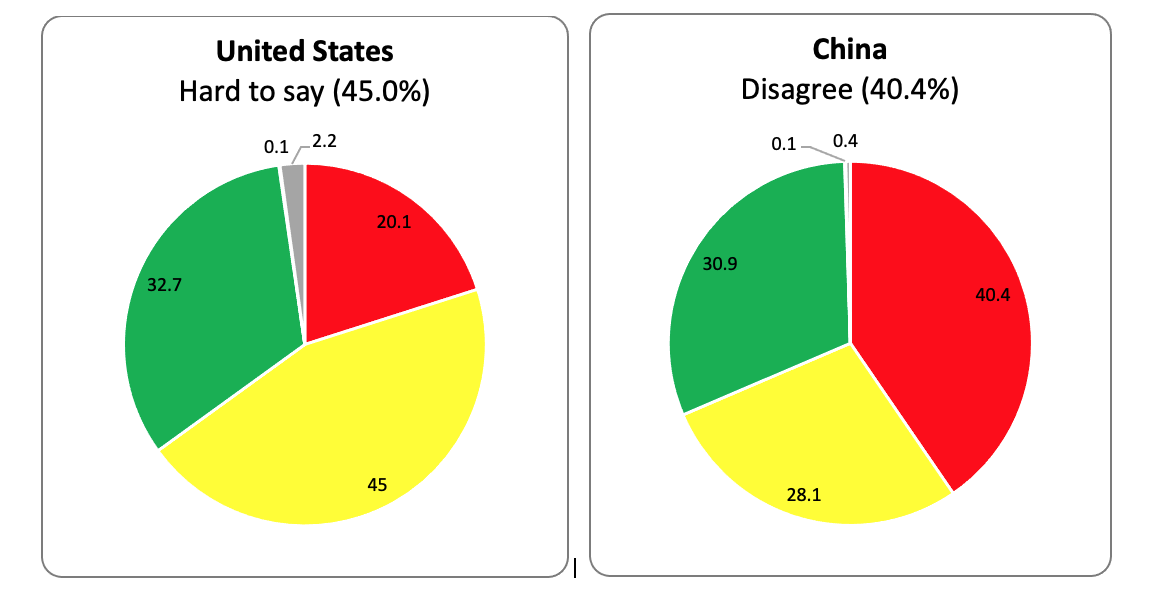 United States
Hard to say (45.0%)
0.1
2.2
20.1
32.7
45
China
Disagree (40.4%)
0.1
0.4
30.9
40.4
28.1